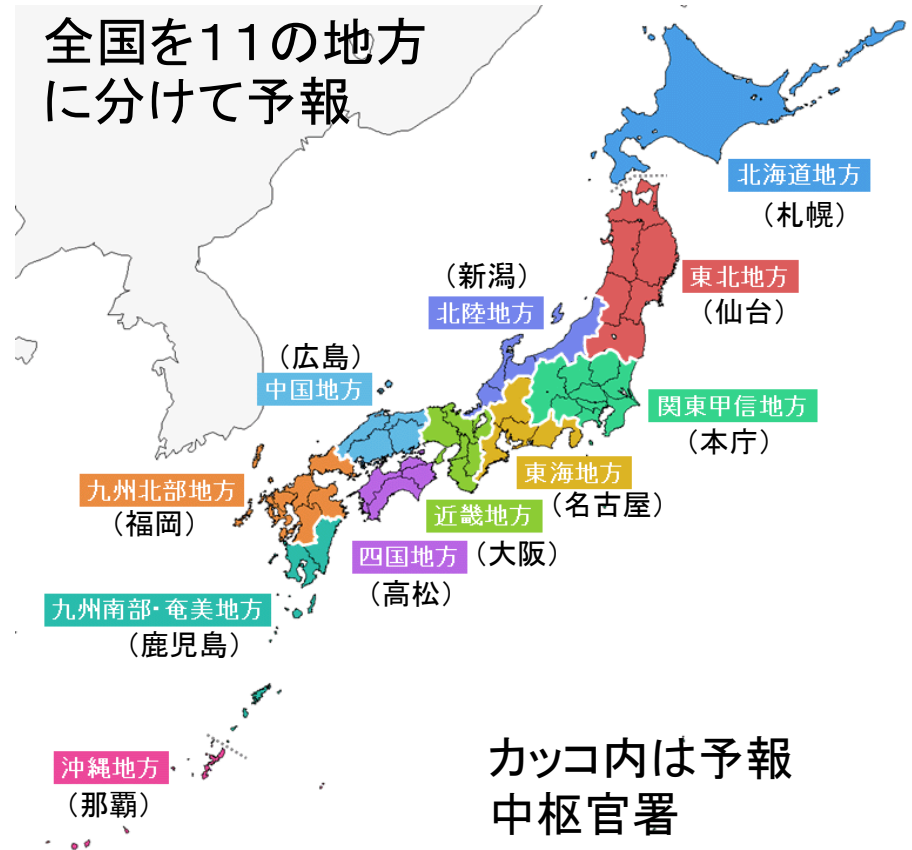 全国を11の地方
に分けて予報
北海道地方
（札幌）
東北地方
（仙台）
（新潟）
北陸地方
（広島）
中国地方
関東甲信地方
（本庁）
東海地方
（名古屋）
九州北部地方
（福岡）
近畿地方
（大阪）
四国地方
（高松）
九州南部・奄美地方
（鹿児島）
沖縄地方
（那覇）
カッコ内は予報
中枢官署